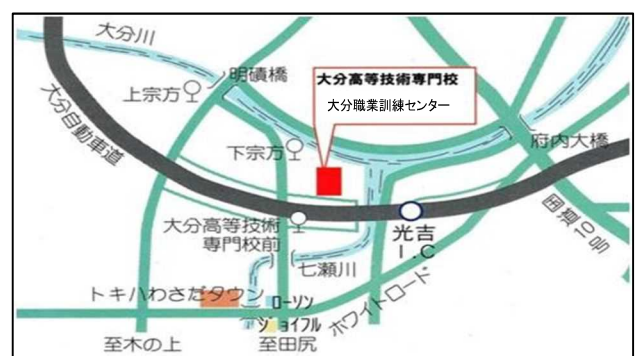 大分川
明磧橋
大分高等技術専門校
大分職業訓練センター
上宗方
大分自動車道
下宗方
府内大橋
国道10号
大分高等技術
専門校前
光吉
I.C
七瀬川
ホワイトロード
トキハわさだタウン
ローソン
ジョイフル
至木の上
至田尻